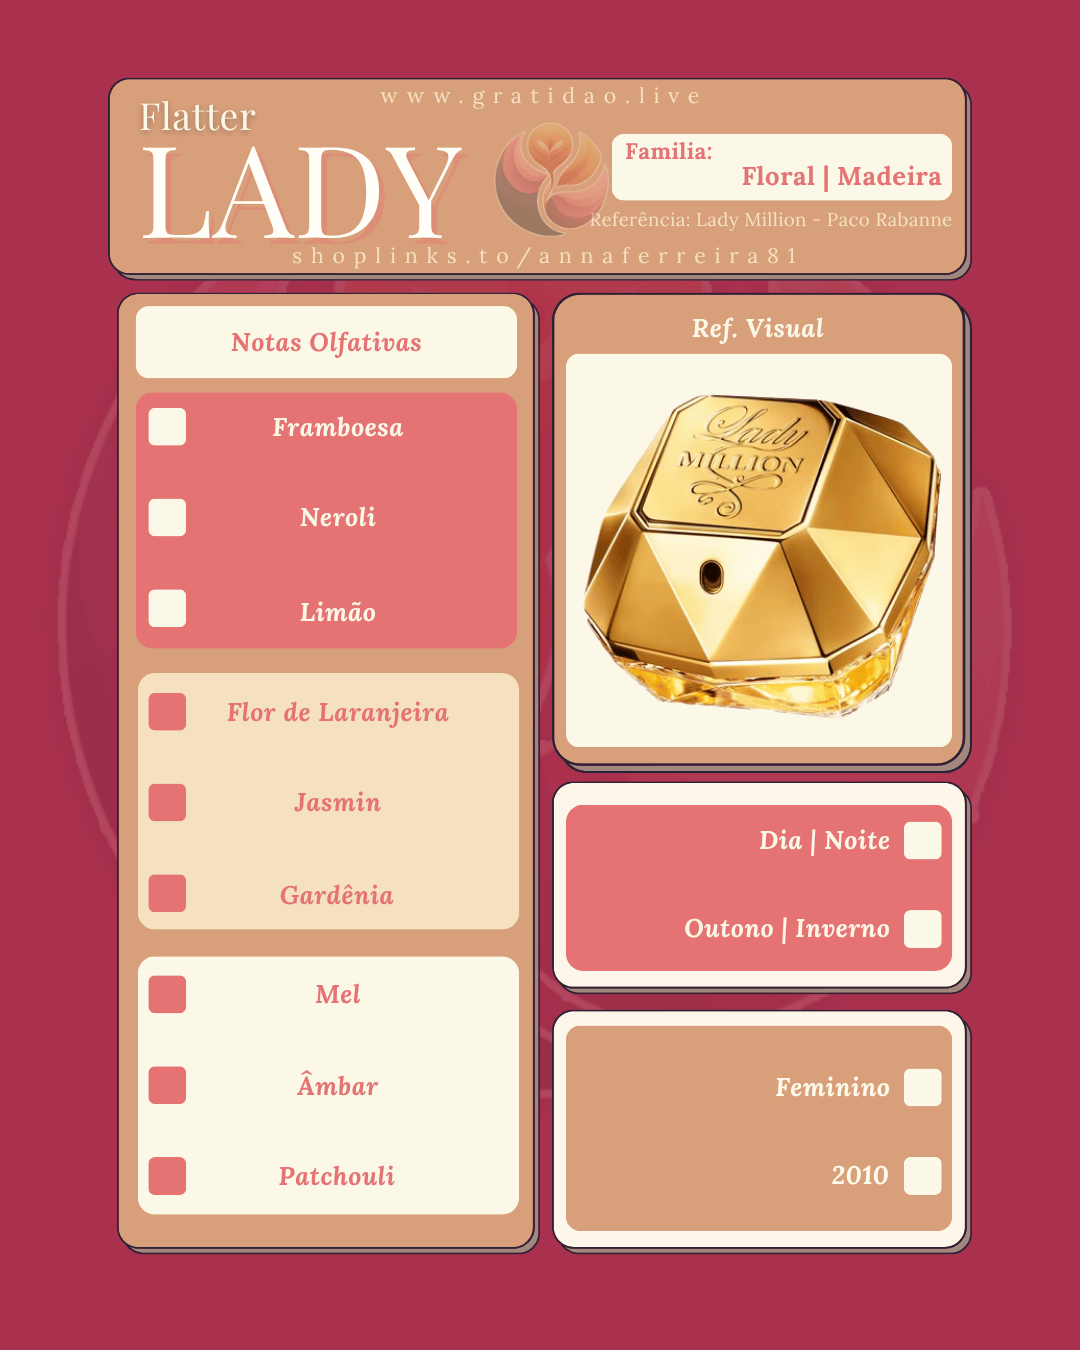 www.gratidao.live
Flatter
LADY
Familia:
Floral | Madeira
Referência: Lady Million - Paco Rabanne
shoplinks.to/annaferreira81
Notas Olfativas
Framboesa
Neroli
Limão
Flor de Laranjeira
Jasmin
Gardênia
Mel
Âmbar
Patchouli
Ref. Visual
Lady
MILLION
Dia | Noite
Outono | Inverno
Feminino
2010